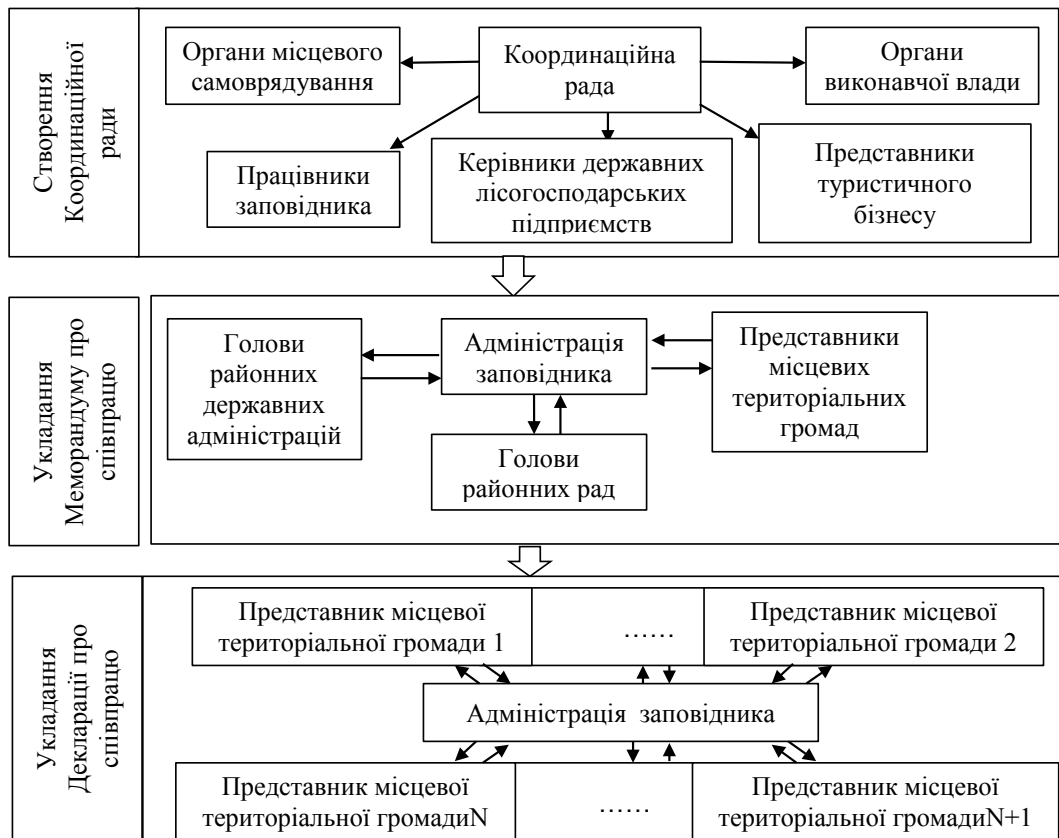 Створення
Координаційної
ради
Органи місцевого
самоврядування
Координаційна
рада
Органи
виконавчої влади
Працівники
заповідника
Керівники державних
лісогосподарських
підприємств
Представники
туристичного
бізнесу
Укладання
Меморандуму про
співпрацю
Голови
районних
державних
адміністрацій
Адміністрація
заповідника
Представники
місцевих
територіальних
громад
Голови
районних рад
Укладання
Декларації про
співпрацю
Представник місцевої
територіальної громади 1
……
Представник місцевої
територіальної громади 2
Адміністрація заповідника
Представник місцевої
територіальної громадиN
……
Представник місцевої
територіальної громадиN+1